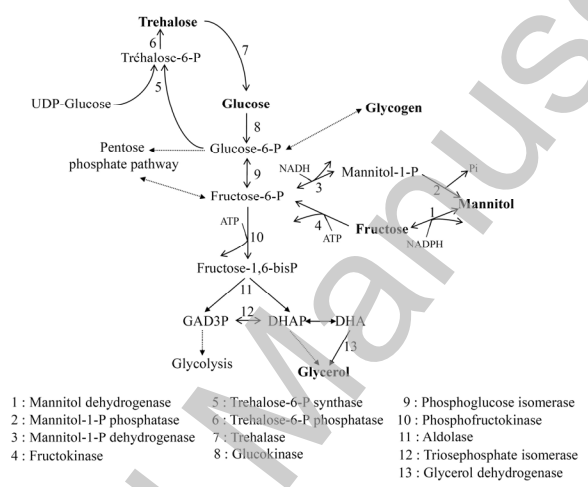 Trehalose
6
Tréhalose-6-P
7
UDP-Glucose
5
Glucose
Glycogen
8
Pentose
phosphate pathway
Glucose-6-P
9
NADH
3
Mannitol-1-P
Pi
2
Mannitol
Fructose-6-P
4
ATP
Fructose
1
NADPH
ATP
10
Fructose-1,6-bisP
11
GAD3P
12
DHAP
DHA
13
Glycolysis
Glycerol
1 : Mannitol dehydrogenase
2 : Mannitol-1-P phosphatase
3 : Mannitol-1-P dehydrogenase
4 : Fructokinase
5 : Trehalose-6-P synthase
6 : Trehalose-6-P phosphatase
7 : Trehalase
8 : Glucokinase
9 : Phosphoglucose isomerase
10 : Phosphofructokinase
11 : Aldolase
12 : Triosephosphate isomerase
13 : Glycerol dehydrogenase
Manus